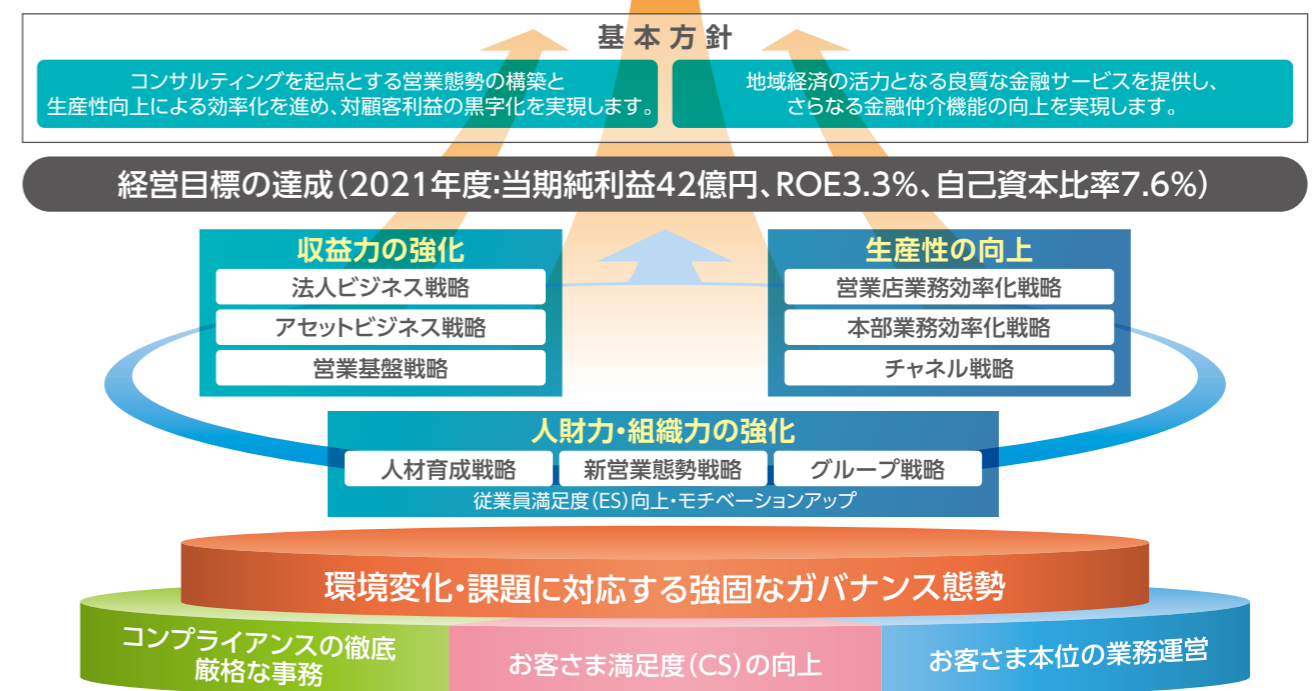 基本方針
コンサルティングを起点とする営業態勢の構築と
生産性向上による効率化を進め、対顧客利益の黒字化を実現します。
地域経済の活力となる良質な金融サービスを提供し、
さらなる金融仲介機能の向上を実現します。
経営目標の達成(2021年度:当期純利益42億円、ROE3.3%、自己資本比率7.6%)
収益力の強化
法人ビジネス戦略
アセットビジネス戦略
営業基盤戦略
生産性の向上
営業店業務効率化戦略
本部業務効率化戦略
チャネル戦略
人財力・組織力の強化
人材育成戦略
新営業態勢戦略
グループ戦略
従業員満足度(ES)向上・モチベーションアップ
環境変化・課題に対応する強固なガバナンス態勢
コンプライアンスの徹底
厳格な事務
お客さま満足度(CS)の向上
お客さま本位の業務運営